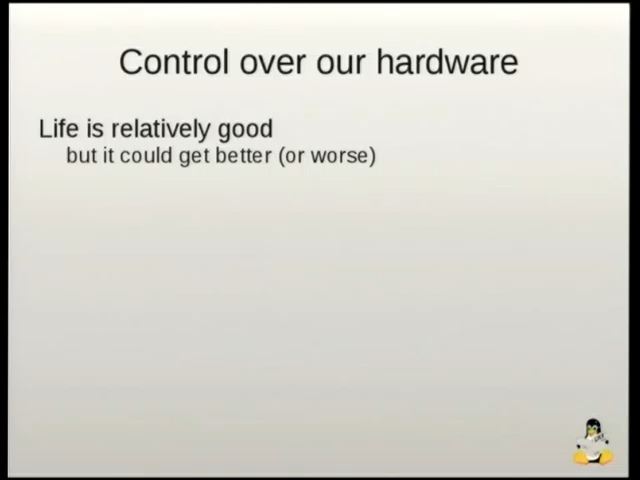 Control over our hardware
Life is relatively good
but it could get better (or worse)